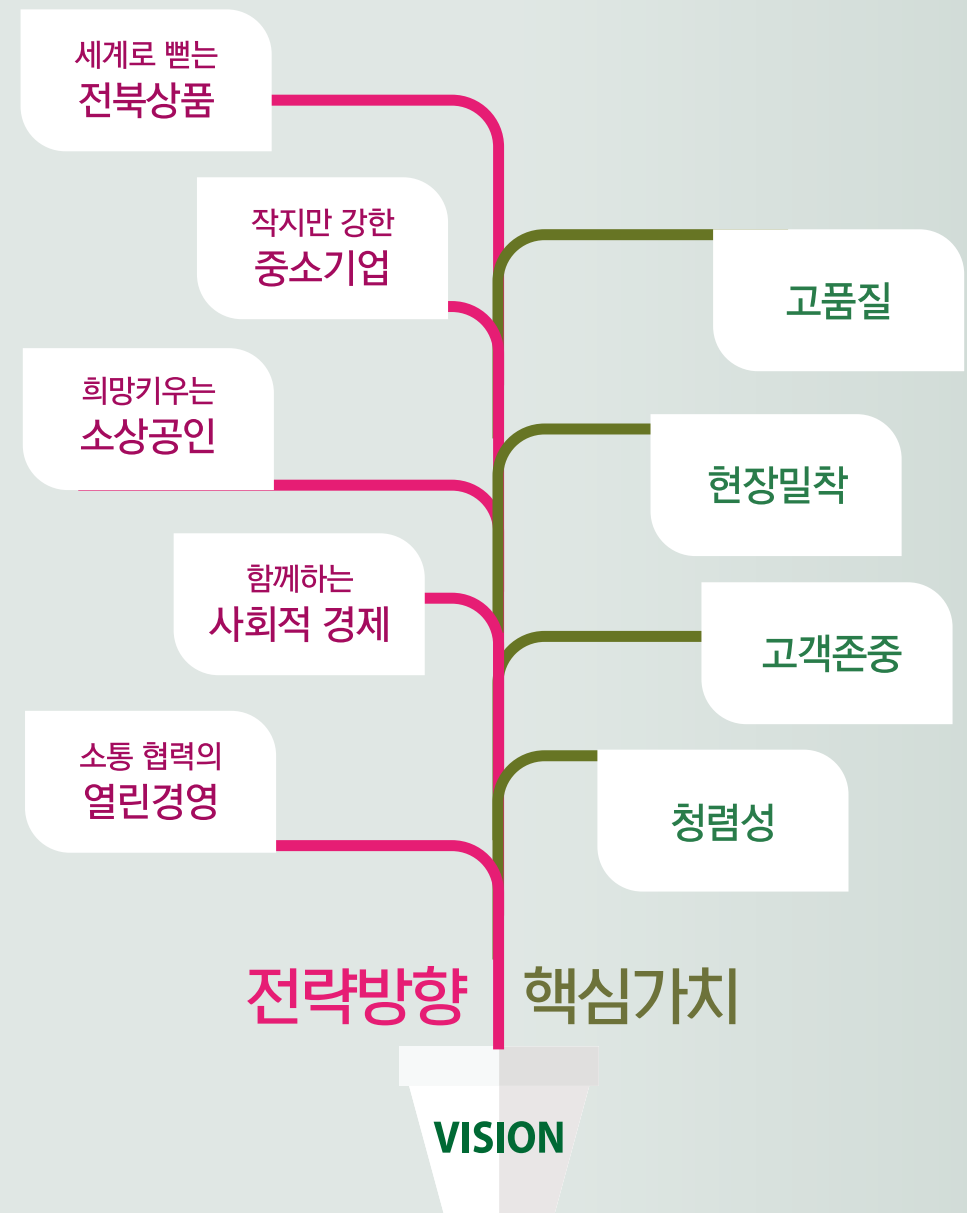 세계로 뻗는
전북상품
작지만 강한
중소기업
희망키우는
소상공인
함께하는
사회적 경제
소통 협력의
열린경영
고품질
현장밀착
고객존중
청렴성
전략방향
핵심가치
VISION